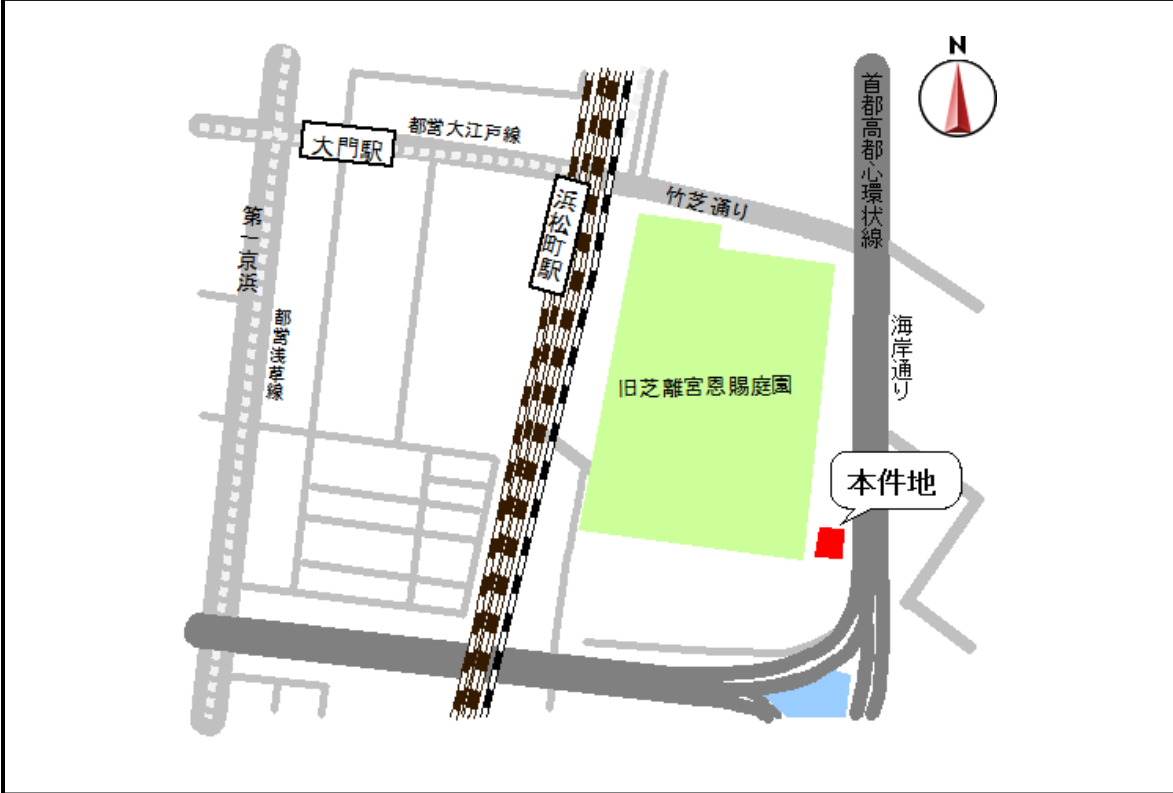 N
首都高都心環状線
都営大江戸線
大門駅
竹芝通り
浜松町駅
第一京浜
都営浅草線
海岸通り
旧芝離宮恩賜庭園
本件地